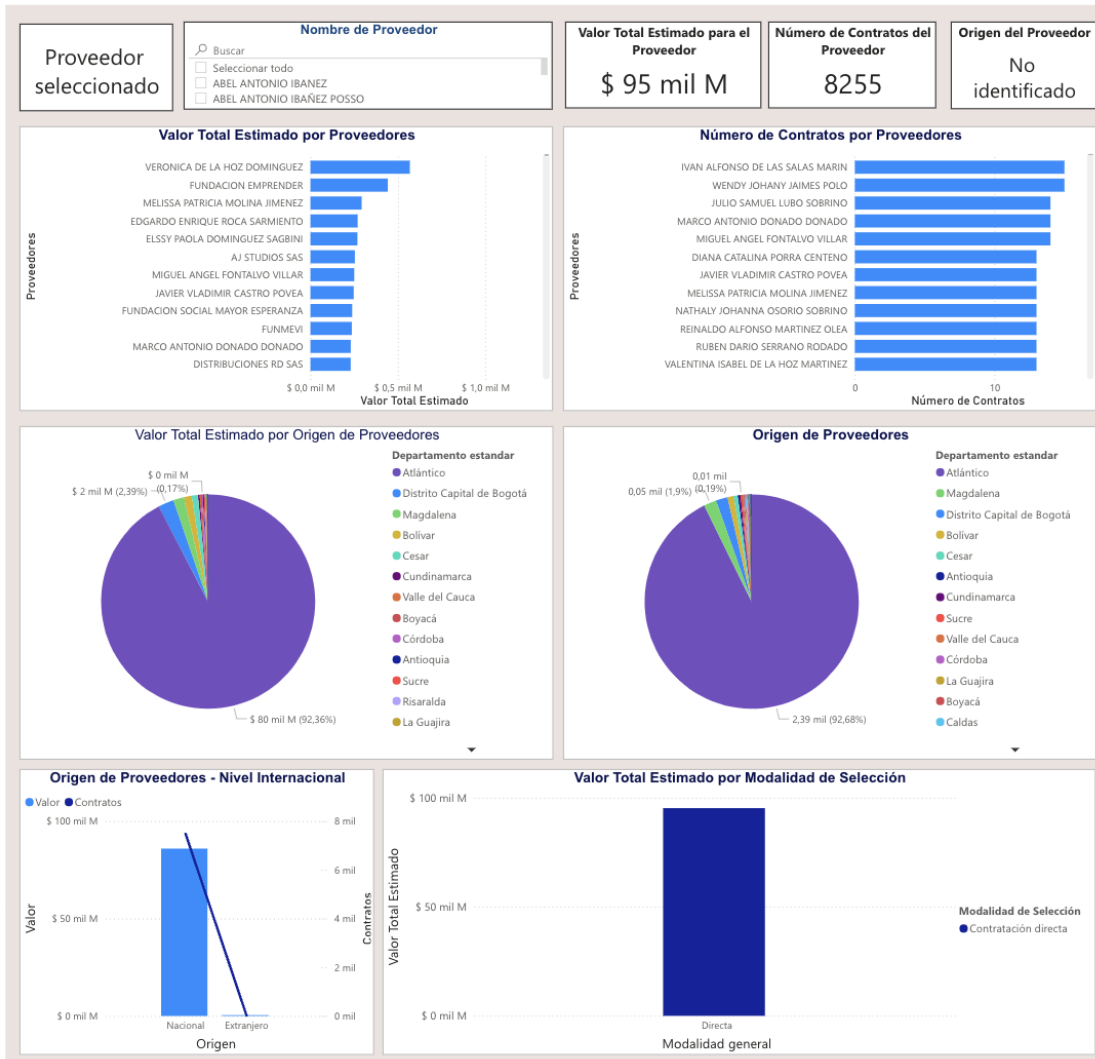 Proveedor
seleccionado
Nombre de Proveedor
Buscar
Seleccionar todo
ABEL ANTONIO IBANEZ
ABEL ANTONIO IBAÑEZ POSSO
Valor Total Estimado para el
Proveedor
$ 95 mil M
Número de Contratos del
Proveedor
8255
Origen del Proveedor
No
identificado
Valor Total Estimado por Proveedores
Proveedores
VERONICA DE LA HOZ DOMINGUEZ
FUNDACION EMPRENDER
MELISSA PATRICIA MOLINA JIMENEZ
EDGARDO ENRIQUE ROCA SARMIENTO
ELSSY PAOLA DOMINGUEZ SAGBINI
AJ STUDIOS SAS
MIGUEL ANGEL FONTALVO VILLAR
JAVIER VLADIMIR CASTRO POVEA
FUNDACION SOCIAL MAYOR ESPERANZA
FUNMEVI
MARCO ANTONIO DONADO DONADO
DISTRIBUCIONES RD SAS
$ 0,0 mil M $ 0,5 mil M $ 1,0 mil M
Valor Total Estimado
Número de Contratos por Proveedores
Proveedores
IVAN ALFONSO DE LAS SALAS MARIN
WENDY JOHANY JAIMES POLO
JULIO SAMUEL LUBO SOBRINO
MARCO ANTONIO DONADO DONADO
MIGUEL ANGEL FONTALVO VILLAR
DIANA CATALINA PORRA CENTENO
JAVIER VLADIMIR CASTRO POVEA
MELISSA PATRICIA MOLINA JIMENEZ
NATHALY JOHANNA OSORIO SOBRINO
REINALDO ALFONSO MARTINEZ OLEA
RUBEN DARIO SERRANO RODADO
VALENTINA ISABEL DE LA HOZ MARTINEZ
0 10
Número de Contratos
Valor Total Estimado por Origen de Proveedores
$ 0 mil M
(0,17%)
$ 2 mil M (2,39%)
$ 80 mil M (92,36%)
Departamento estandar
Atlántico
Distrito Capital de Bogotá
Magdalena
Bolívar
Cesar
Cundinamarca
Valle del Cauca
Boyacá
Córdoba
Antioquia
Sucre
Risaralda
La Guajira
Origen de Proveedores
0,01 mil
(0,19%)
0,05 mil (1,9%)
2,39 mil (92,68%)
Departamento estandar
Atlántico
Magdalena
Distrito Capital de Bogotá
Bolívar
Cesar
Antioquia
Cundinamarca
Sucre
Valle del Cauca
Córdoba
La Guajira
Boyacá
Caldas
Origen de Proveedores - Nivel Internacional
Valor Contratos
$ 100 mil M
$ 50 mil M
$ 0 mil M
Valor
8 mil
6 mil
4 mil
2 mil
0 mil
Contratos
Nacional Extranjero
Origen
Valor Total Estimado por Modalidad de Selección
$ 100 mil M
$ 50 mil M
$ 0 mil M
Valor Total Estimado
Directa
Modalidad general
Modalidad de Selección
Contratación directa